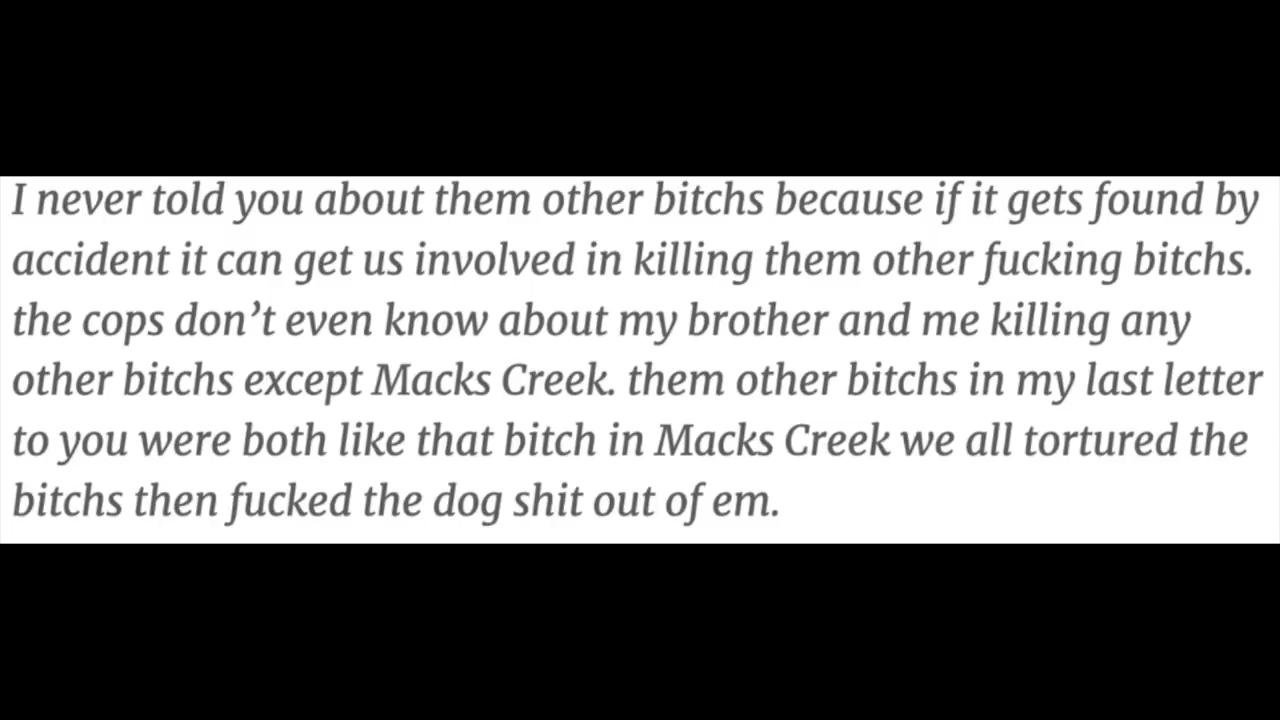 I never told you about them other bitchs because if it gets found by
accident it can get us involved in killing them other fucking bitchs.
the cops don’t even know about my brother and me killing any
other bitchs except Macks Creek. them other bitchs in my last letter
to you were both like that bitch in Macks Creek we all tortured the
bitchs then fucked the dog shit out of em.